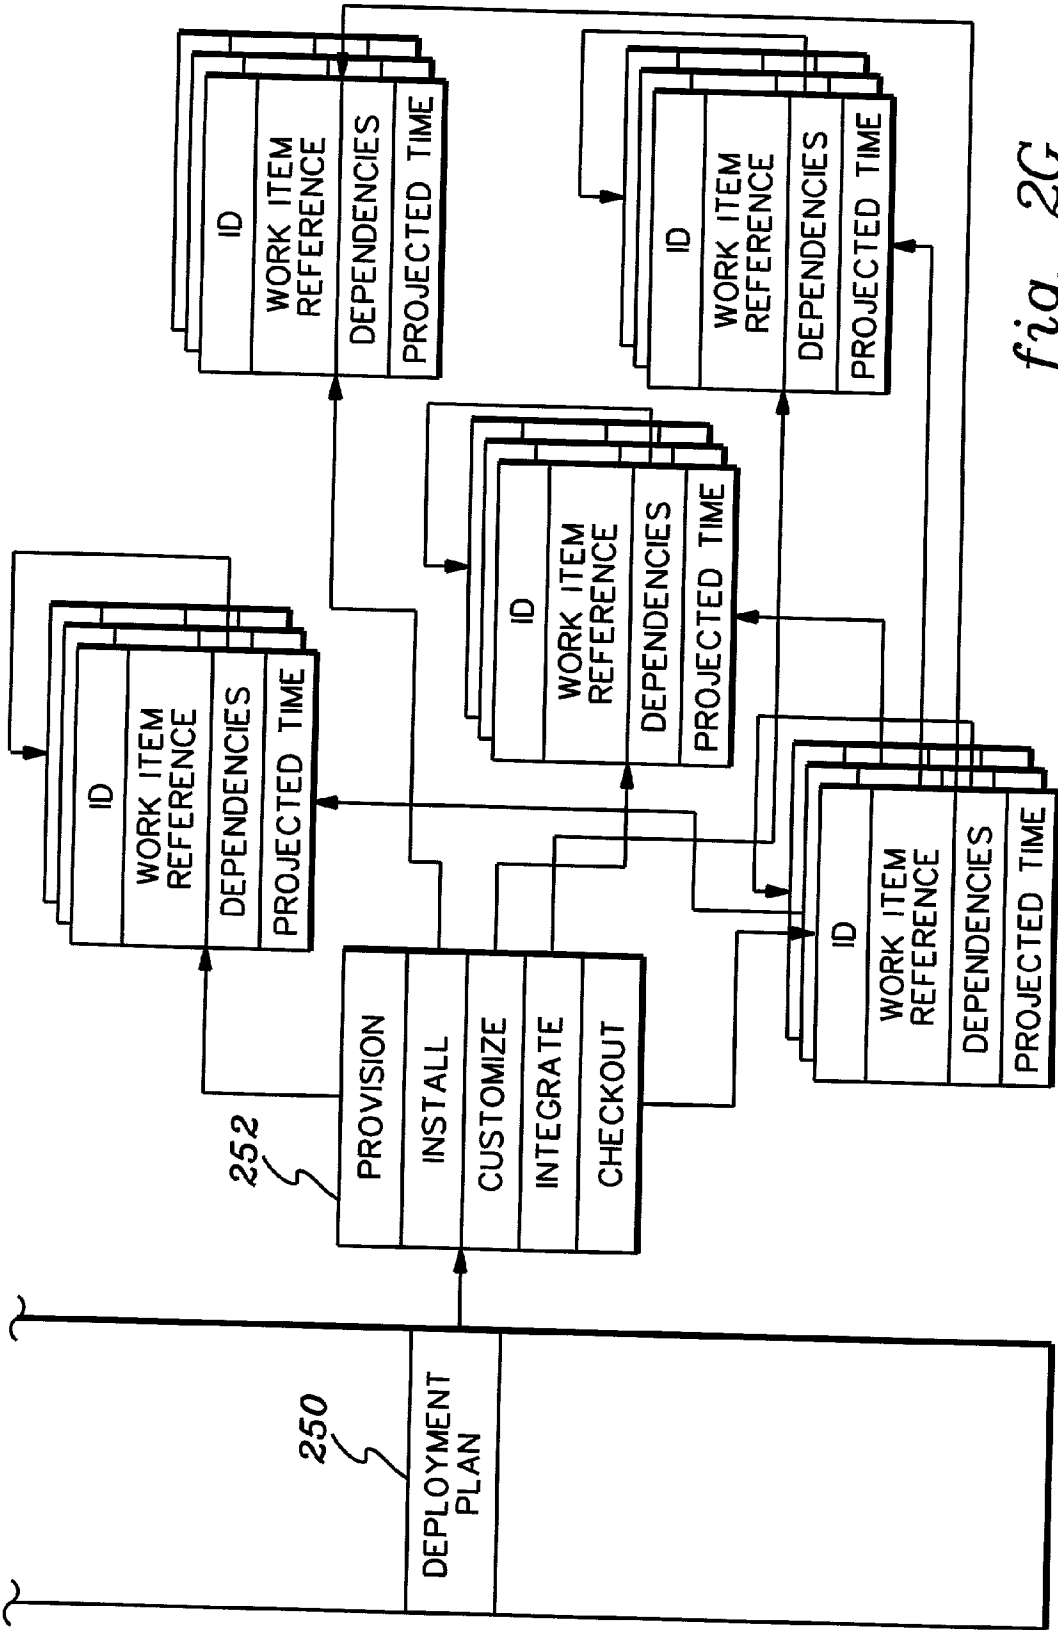 250
DEPLOYMENT
PLAN
252
PROVISION
INSTALL
CUSTOMIZE
INTEGRATE
CHECKOUT
ID
WORK ITEM
REFERENCE
DEPENDENCIES
PROJECTED TIME
ID
WORK ITEM
REFERENCE
DEPENDENCIES
PROJECTED TIME
ID
WORK ITEM
REFERENCE
DEPENDENCIES
PROJECTED TIME
ID
WORK ITEM
REFERENCE
DEPENDENCIES
PROJECTED TIME
ID
WORK ITEM
REFERENCE
DEPENDENCIES
PROJECTED TIME
fig. 2G